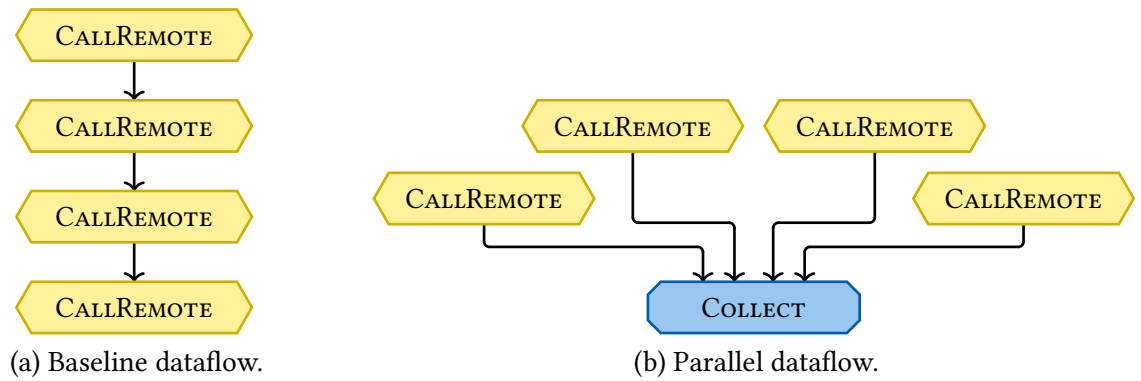 CALLREMOTE
CALLREMOTE
CALLREMOTE
CALLREMOTE
(a) Baseline dataflow.
CALLREMOTE CALLREMOTE
CALLREMOTE CALLREMOTE
COLLECT
(b) Parallel dataflow.